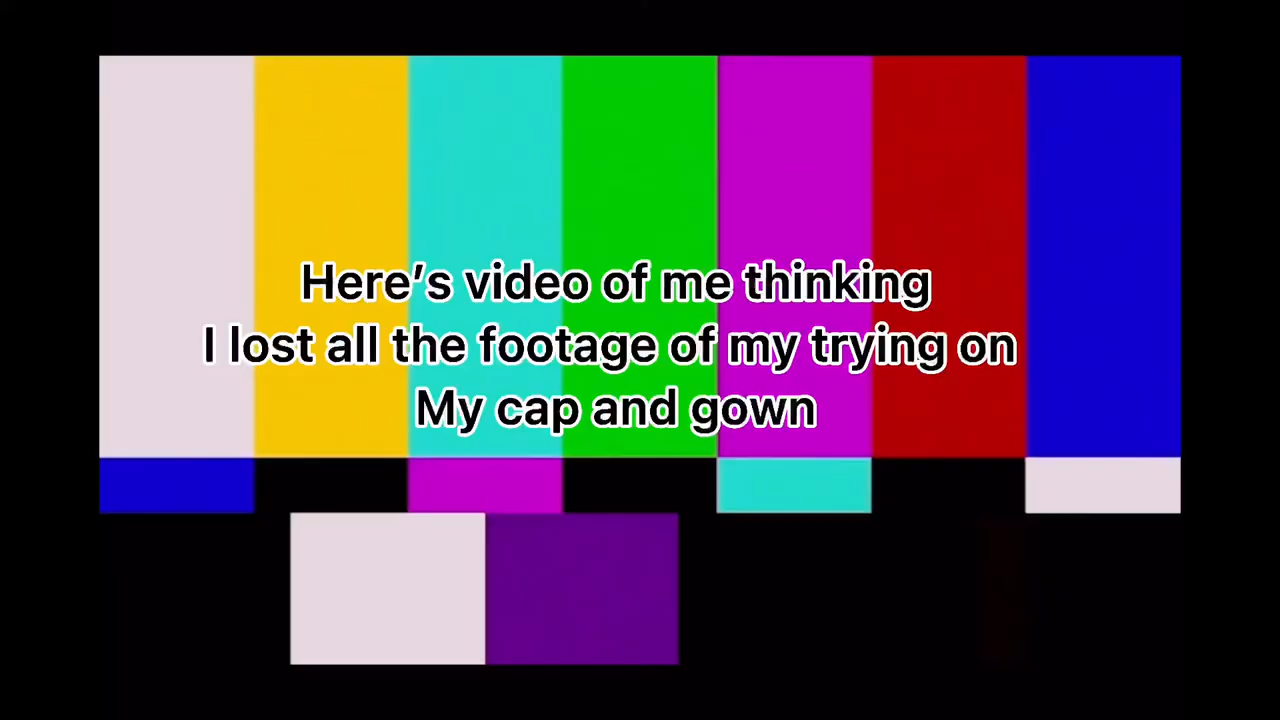 Here’s video of me thinking
I lost all the footage of my trying on
My cap and gown